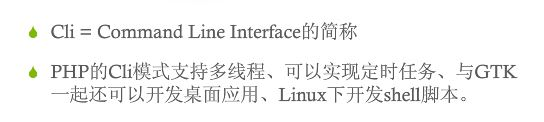 Cli = Command Line Interface的简称
PHP的Cli模式支持多线程、可以实现定时任务、与GTK
一起还可以开发桌面应用、Linux下开发shell脚本。